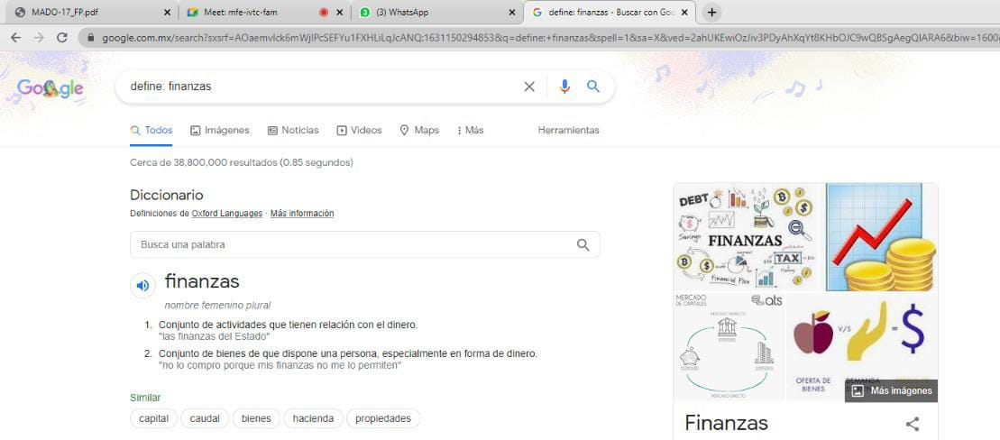 MADO-17_FP.pdf
Meet: mfe-ivtc-fam
(3) WhatsApp
define: finanzas - Buscar con Goo
google.com.mx/search?sxsrf=AOaemvIck6mWjIPcSEFYu1FXHLiLqJcANQ:1631150294853&q=define:+finanzas&spell=1&sa=X&ved=2ahUKEwiOzJiv3PDyAhXqYt8KHbOJC9wQBSgAegQIARA6&biw=1600&
Google
define: finanzas
Todos Imágenes Noticias Videos Maps Más Herramientas
Cerca de 38,800,000 resultados (0.85 segundos)
Diccionario
Definiciones de Oxford Languages · Más información
Busca una palabra
finanzas
nombre femenino plural
1. Conjunto de actividades que tienen relación con el dinero.
"las finanzas del Estado"
2. Conjunto de bienes de que dispone una persona, especialmente en forma de dinero.
"no lo compro porque mis finanzas no me lo permiten"
Similar
capital caudal bienes hacienda propiedades
DEBT
Savings
FINANZAS
TAX
Financial Plan
MERCADO
DE CAPITALES
ats
MERCADO INDIRECTO
MERCADO DIRECTO
V/S
=
OFERTA DE
BIENES
DEMANDA
Más imágenes
Finanzas